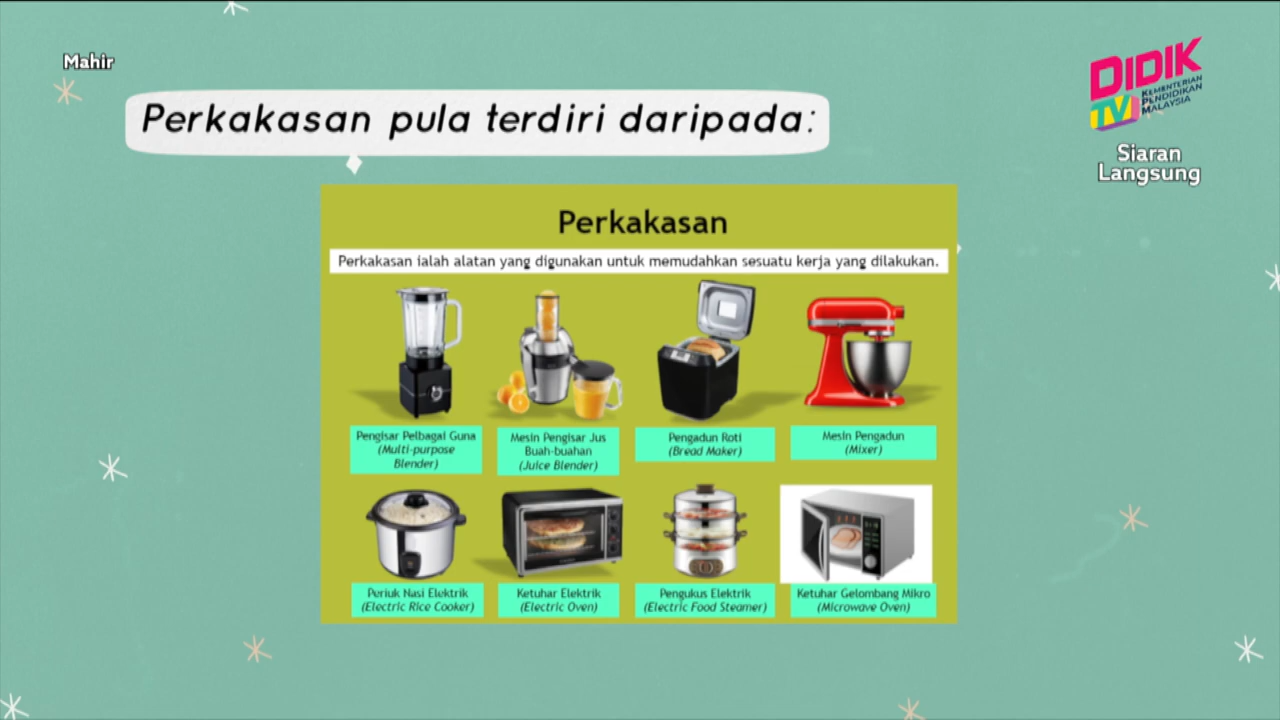 Mahir
DIDIK
TV
KEMENTERIAN
PENDIDIKAN
MALAYSIA
Siaran
Langsung
Perkakasan pula terdiri daripada:
Perkakasan
Perkakasan ialah alatan yang digunakan untuk memudahkan sesuatu kerja yang dilakukan.
Pengisar Pelbagai Guna
(Multi-purpose
Blender)
Mesin Pengisar Jus
Buah-buahan
(Juice Blender)
Pengadun Roti
(Bread Maker)
Mesin Pengadun
(Mixer)
Periuk Nasi Elektrik
(Electric Rice Cooker)
Ketuhar Elektrik
(Electric Oven)
Pengukus Elektrik
(Electric Food Steamer)
Ketuhar Gelombang Mikro
(Microwave Oven)